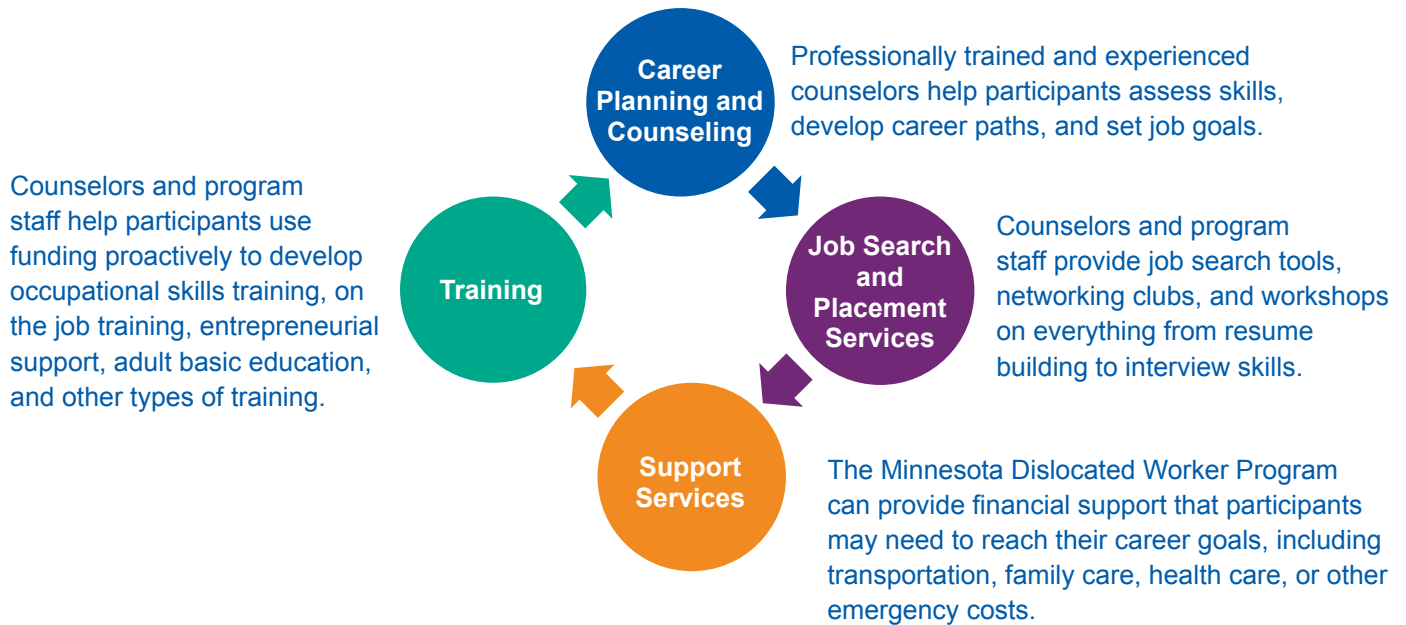 Career
Planning and
Counseling
Professionally trained and experienced
counselors help participants assess skills,
develop career paths, and set job goals.
Job Search
and
Placement
Services
Counselors and program
staff provide job search tools,
networking clubs, and workshops
on everything from resume
building to interview skills.
Support
Services
The Minnesota Dislocated Worker Program
can provide financial support that participants
may need to reach their career goals, including
transportation, family care, health care, or other
emergency costs.
Training
Counselors and program
staff help participants use
funding proactively to develop
occupational skills training, on
the job training, entrepreneurial
support, adult basic education,
and other types of training.